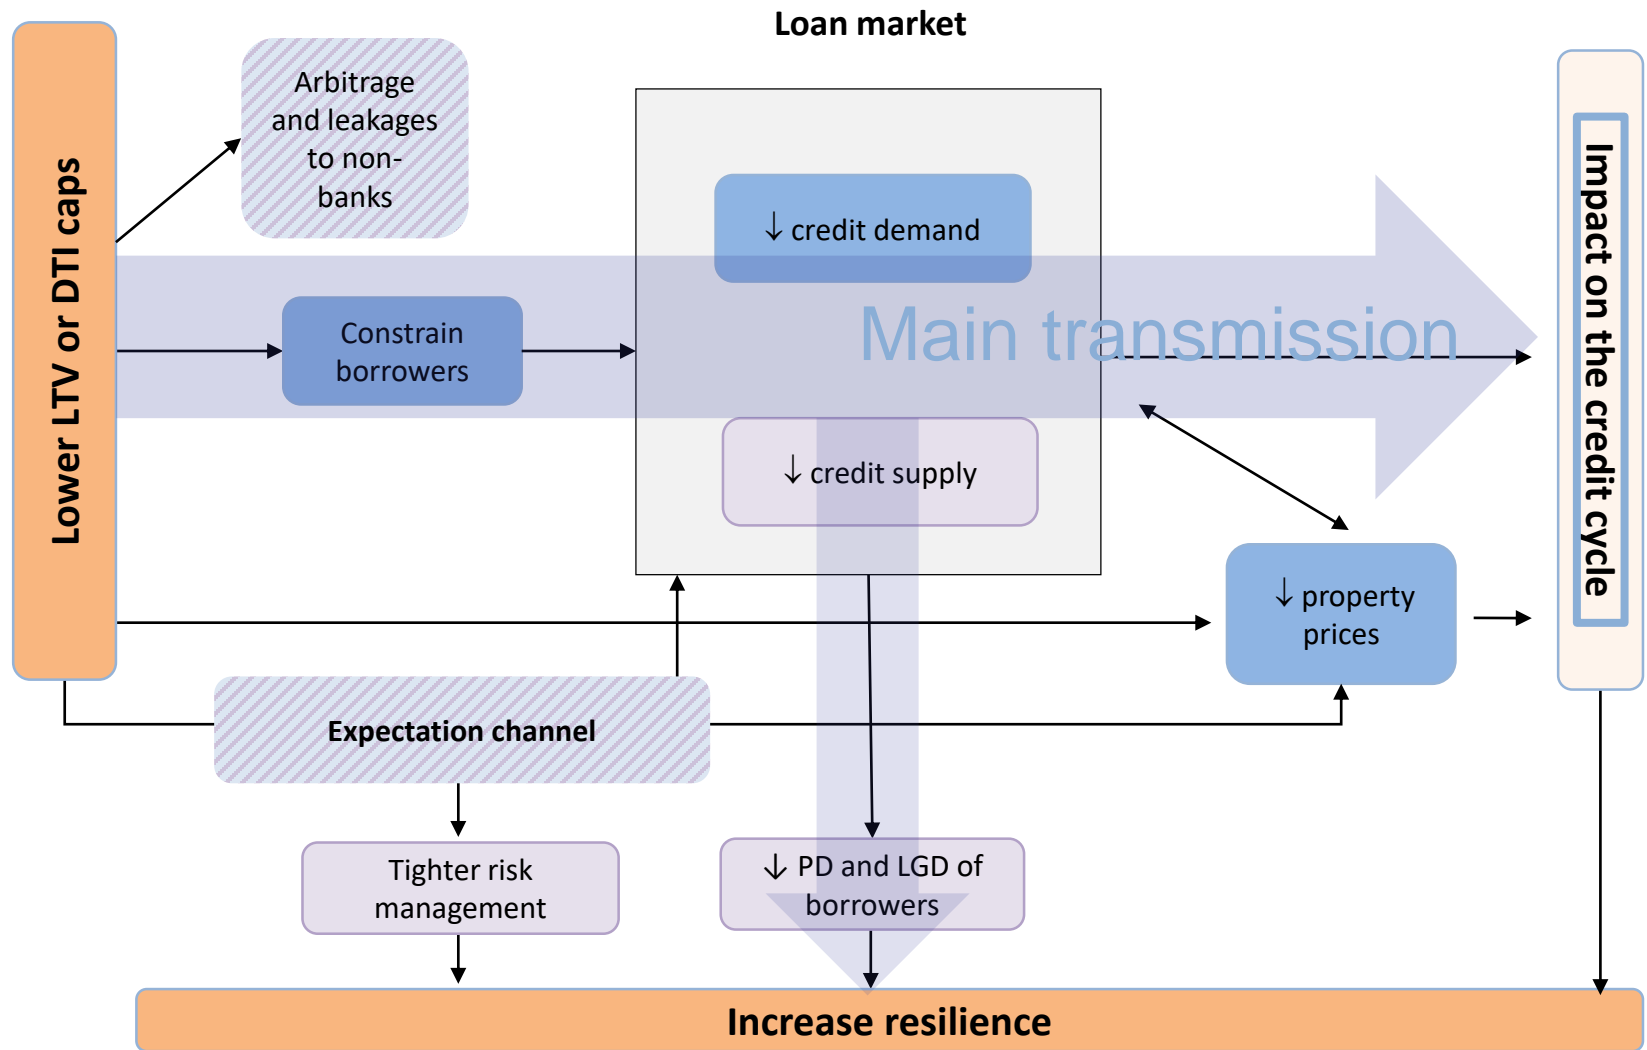 Loan market
Lower LTV or DTI caps
Arbitrage
and leakages
to non-
banks
↓ credit demand
Main transmission
Constrain
borrowers
↓ credit supply
↓ property
prices
Impact on the credit cycle
Expectation channel
Tighter risk
management
↓ PD and LGD of
borrowers
Increase resilience